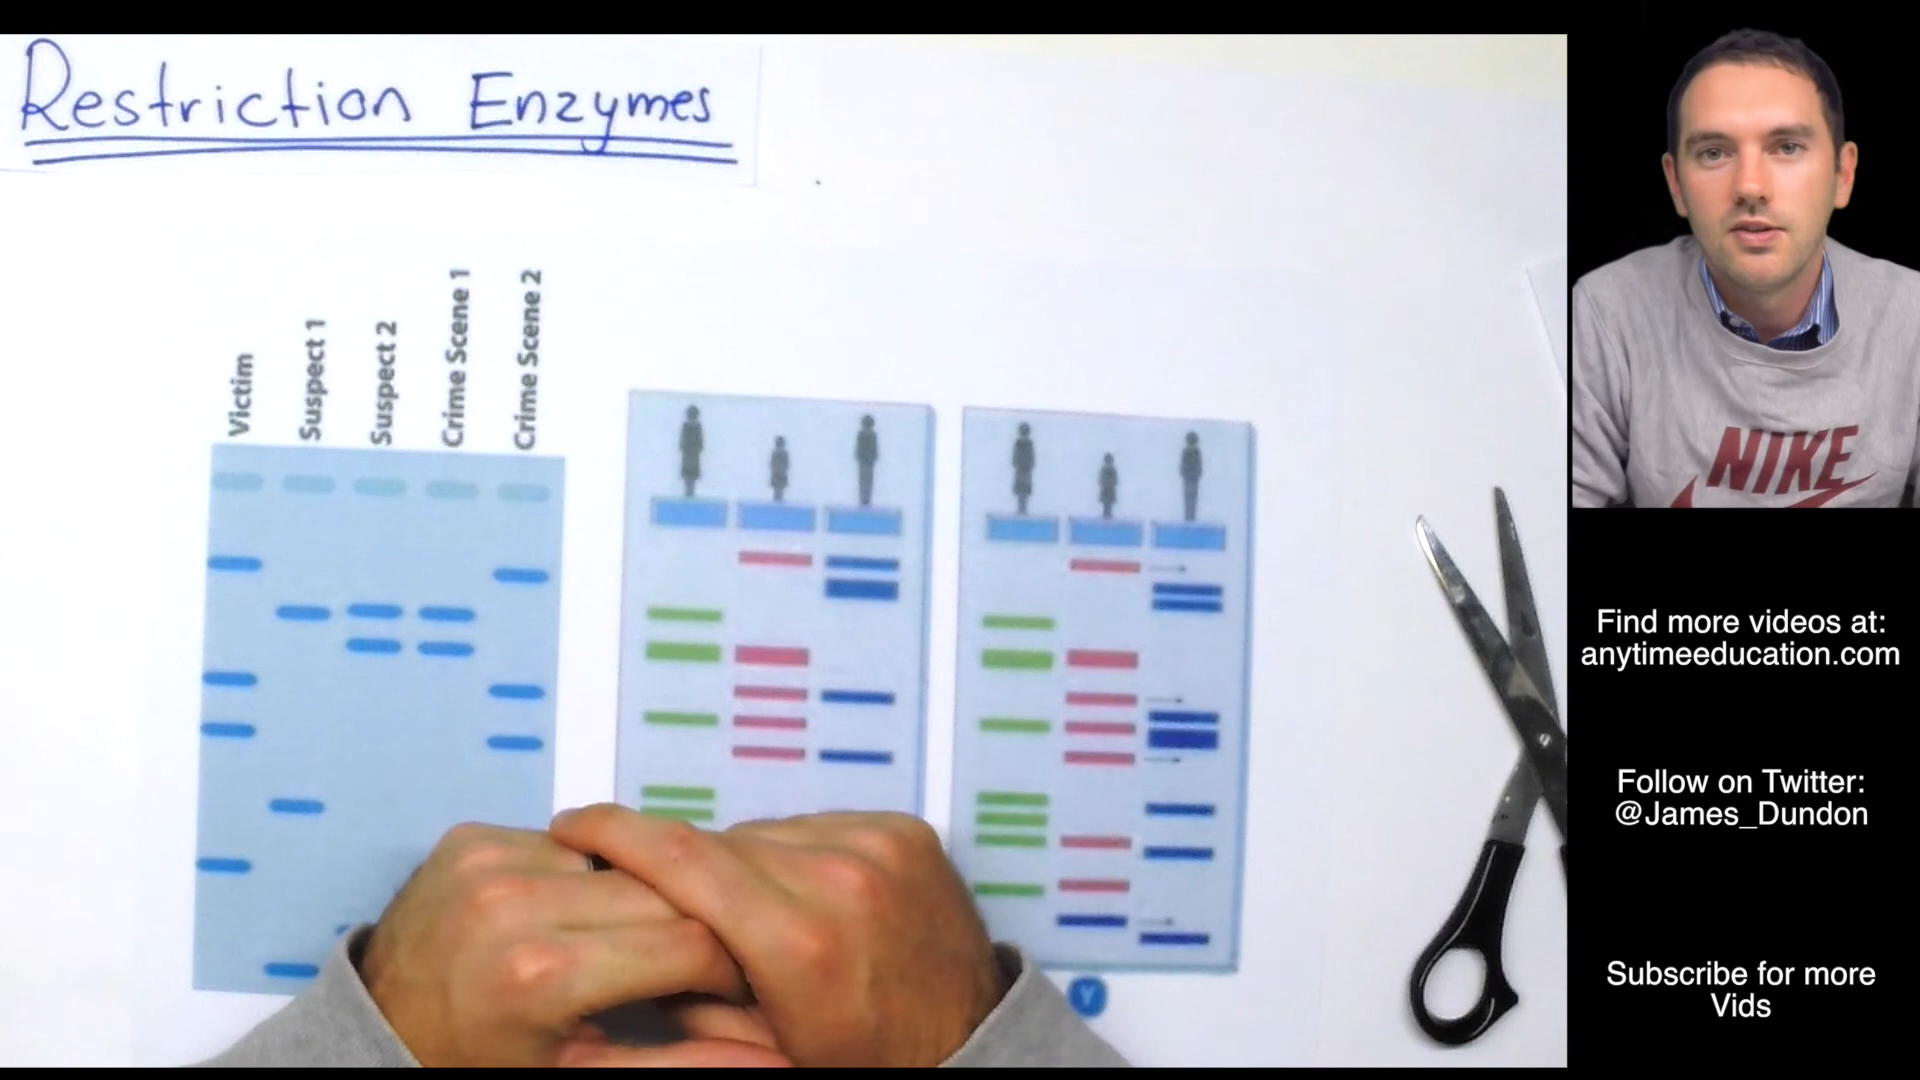 Restriction Enzymes
Victim
Suspect 1
Suspect 2
Crime Scene 1
Crime Scene 2
Y
NIKE
Find more videos at:
anytimeeducation.com
Follow on Twitter:
@James_Dundon
Subscribe for more
Vids